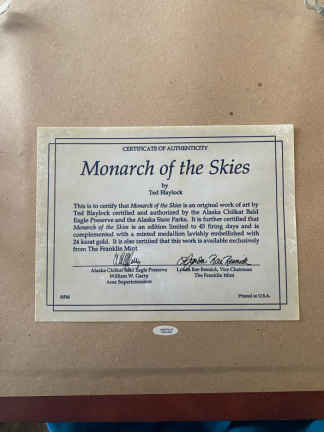 CERTIFICATE OF AUTHENTICITY
Monarch of the Skies
by
Ted Blaylock
This is to certify that Monarch of the Skies is an original work of art by
Ted Blaylock certified and authorized by the Alaska Chilkat Bald
Eagle Preserve and the Alaska State Parks. It is further certified that
Monarch of the Skies is an edition limited to 45 firing days and is
complemented with a minted medallion lavishly embellished with
24 karat gold. It is also certified that this work is available exclusively
from The Franklin Mint
Alaska Chilkat Bald Eagle Preserve
William W. Garry
Area Superintendent
Lynda Rae Resnick, Vice Chairman
The Franklin Mint
Printed in U.S.A.